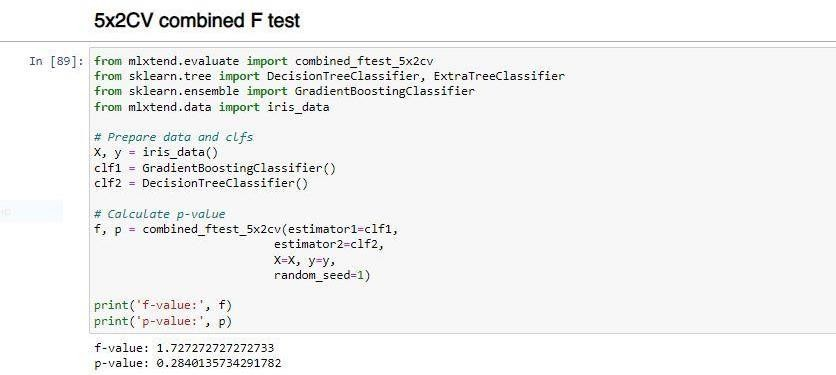 5x2CV combined F test
In [89]: from mlxtend.evaluate import combined_ftest_5x2cv
from sklearn.tree import DecisionTreeClassifier, ExtraTreeClassifier
from sklearn.ensemble import GradientBoostingClassifier
from mlxtend.data import iris_data
# Prepare data and clfs
X, y = iris_data()
clf1 = GradientBoostingClassifier()
clf2 = DecisionTreeClassifier()
# Calculate p-value
f, p = combined_ftest_5x2cv(estimator1=clf1,
estimator2=clf2,
X=X, y=y,
random_seed=1)
print('f-value:', f)
print('p-value:', p)
f-value: 1.727272727272733
p-value: 0.2840135734291782